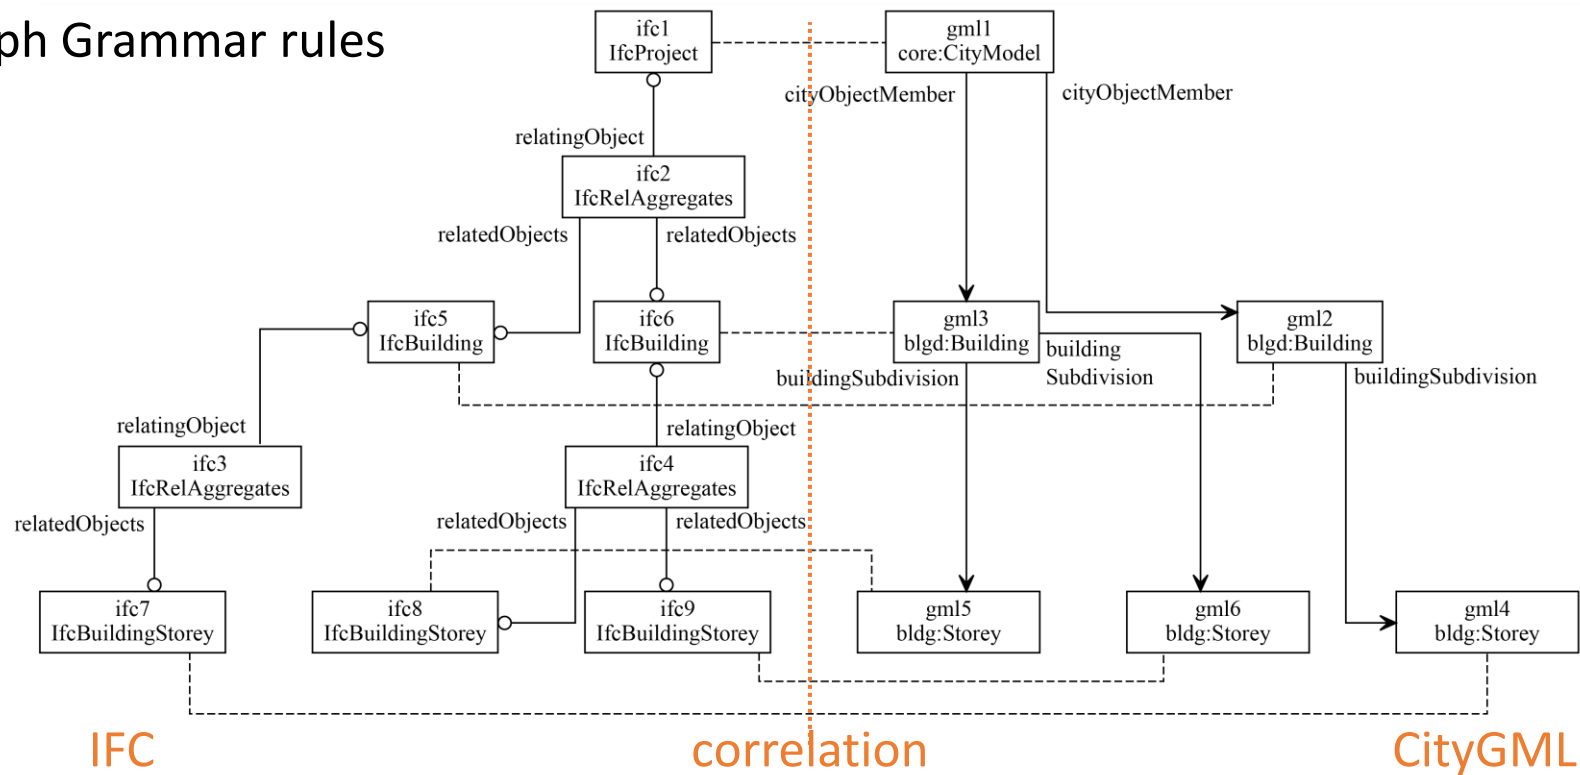 ph Grammar rules
ifc1
IfcProject
gml1
core:CityModel
cityObjectMember
cityObjectMember
relatingObject
ifc2
IfcRelAggregates
relatedObjects
relatedObjects
ifc5
IfcBuilding
ifc6
IfcBuilding
gml3
blgd:Building
gml2
blgd:Building
building
Subdivision
buildingSubdivision
buildingSubdivision
relatingObject
relatingObject
ifc3
IfcRelAggregates
ifc4
IfcRelAggregates
relatedObjects
relatedObjects
relatedObjects
ifc7
IfcBuildingStorey
ifc8
IfcBuildingStorey
ifc9
IfcBuildingStorey
gml5
bldg:Storey
gml6
bldg:Storey
gml4
bldg:Storey
IFC
correlation
CityGML